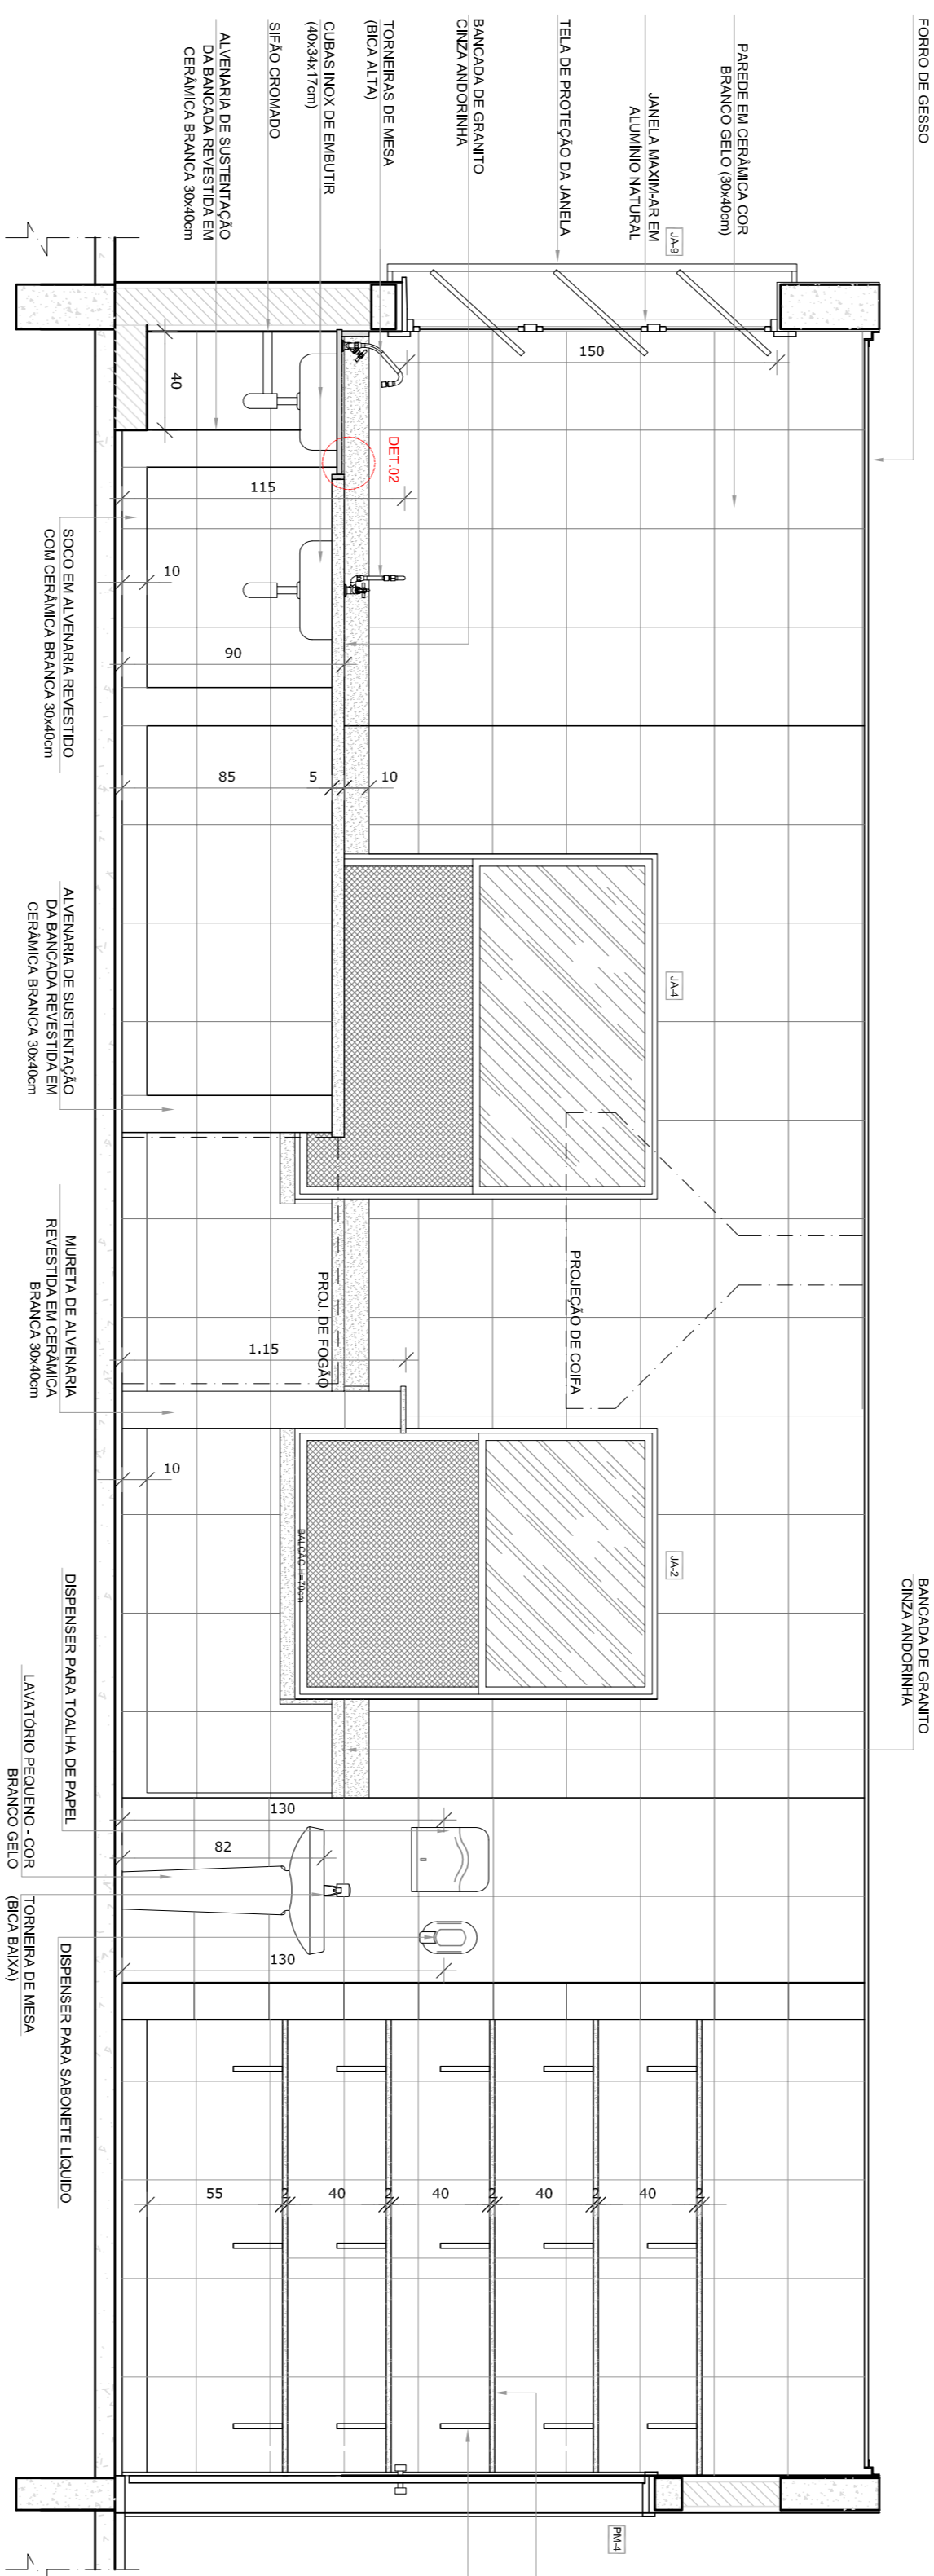 FORRO DE GESSO
PAREDE EM CERÂMICA COR
BRANCO GELO (30x40cm)
JANELA MAXIM-AR EM
ALUMÍNIO NATURAL
JA-9
TELA DE PROTEÇÃO DA JANELA
BANCADA DE GRANITO
CINZA ANDORINHA
TORNEIRAS DE MESA
(BICA ALTA)
CUBAS INOX DE EMBUTIR
(40x34x17cm)
SIFÃO CROMADO
ALVENARIA DE SUSTENTAÇÃO
DA BANCADA REVESTIDA EM
CERÂMICA BRANCA 30x40cm
150
40
DET.02
115
10
90
SOCO EM ALVENARIA REVESTIDO
COM CERÂMICA BRANCA 30x40cm
85
5
10
JA-4
ALVENARIA DE SUSTENTAÇÃO
DA BANCADA REVESTIDA EM
CERÂMICA BRANCA 30x40cm
PROJEÇÃO DE COIFA
PROJ. DE FOGÃO
1.15
MURETA DE ALVENARIA
REVESTIDA EM CERÂMICA
BRANCA 30x40cm
10
JA-2
BALCÃO H=70cm
BANCADA DE GRANITO
CINZA ANDORINHA
DISPENSER PARA TOALHA DE PAPEL
LAVATÓRIO PEQUENO - COR
BRANCO GELO
130
82
130
TORNEIRA DE MESA
(BICA BAIXA)
DISPENSER PARA SABONETE LÍQUIDO
55
2
40
2
40
2
40
2
40
2
PM-4